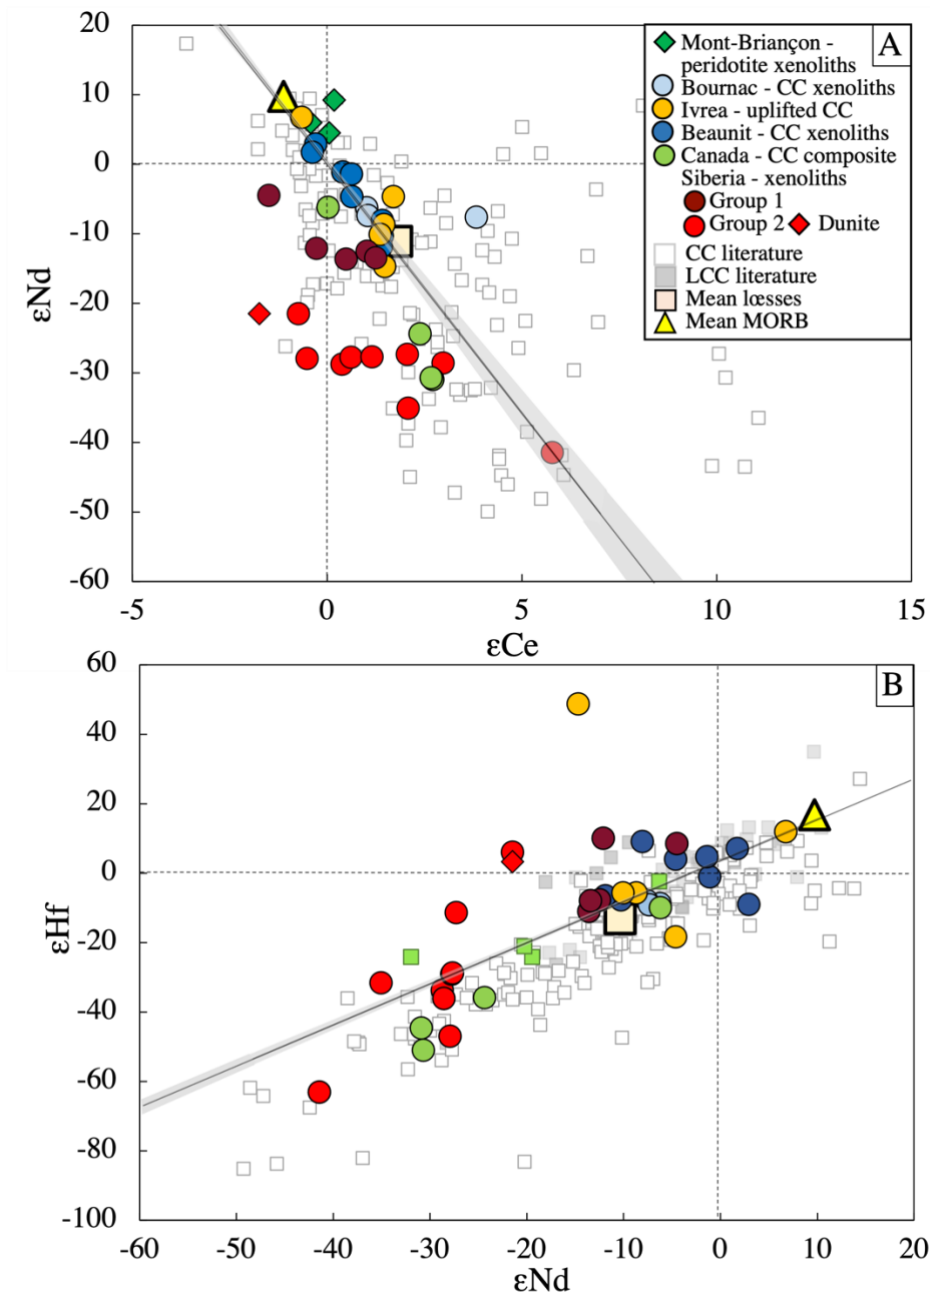 20
10
0
-10
-20
-30
-40
-50
-60
εNd
-5
0
5
10
15
εCe
A
Mont-Briançon -
peridotite xenoliths
Bournac - CC xenoliths
Ivrea - uplifted CC
Beaunit - CC xenoliths
Canada - CC composite
Siberia - xenoliths
Group 1
Group 2 Dunite
CC literature
LCC literature
Mean lœsses
Mean MORB
60
40
20
0
-20
-40
-60
-80
-100
εHf
B
-60
-50
-40
-30
-20
-10
0
10
20
εNd